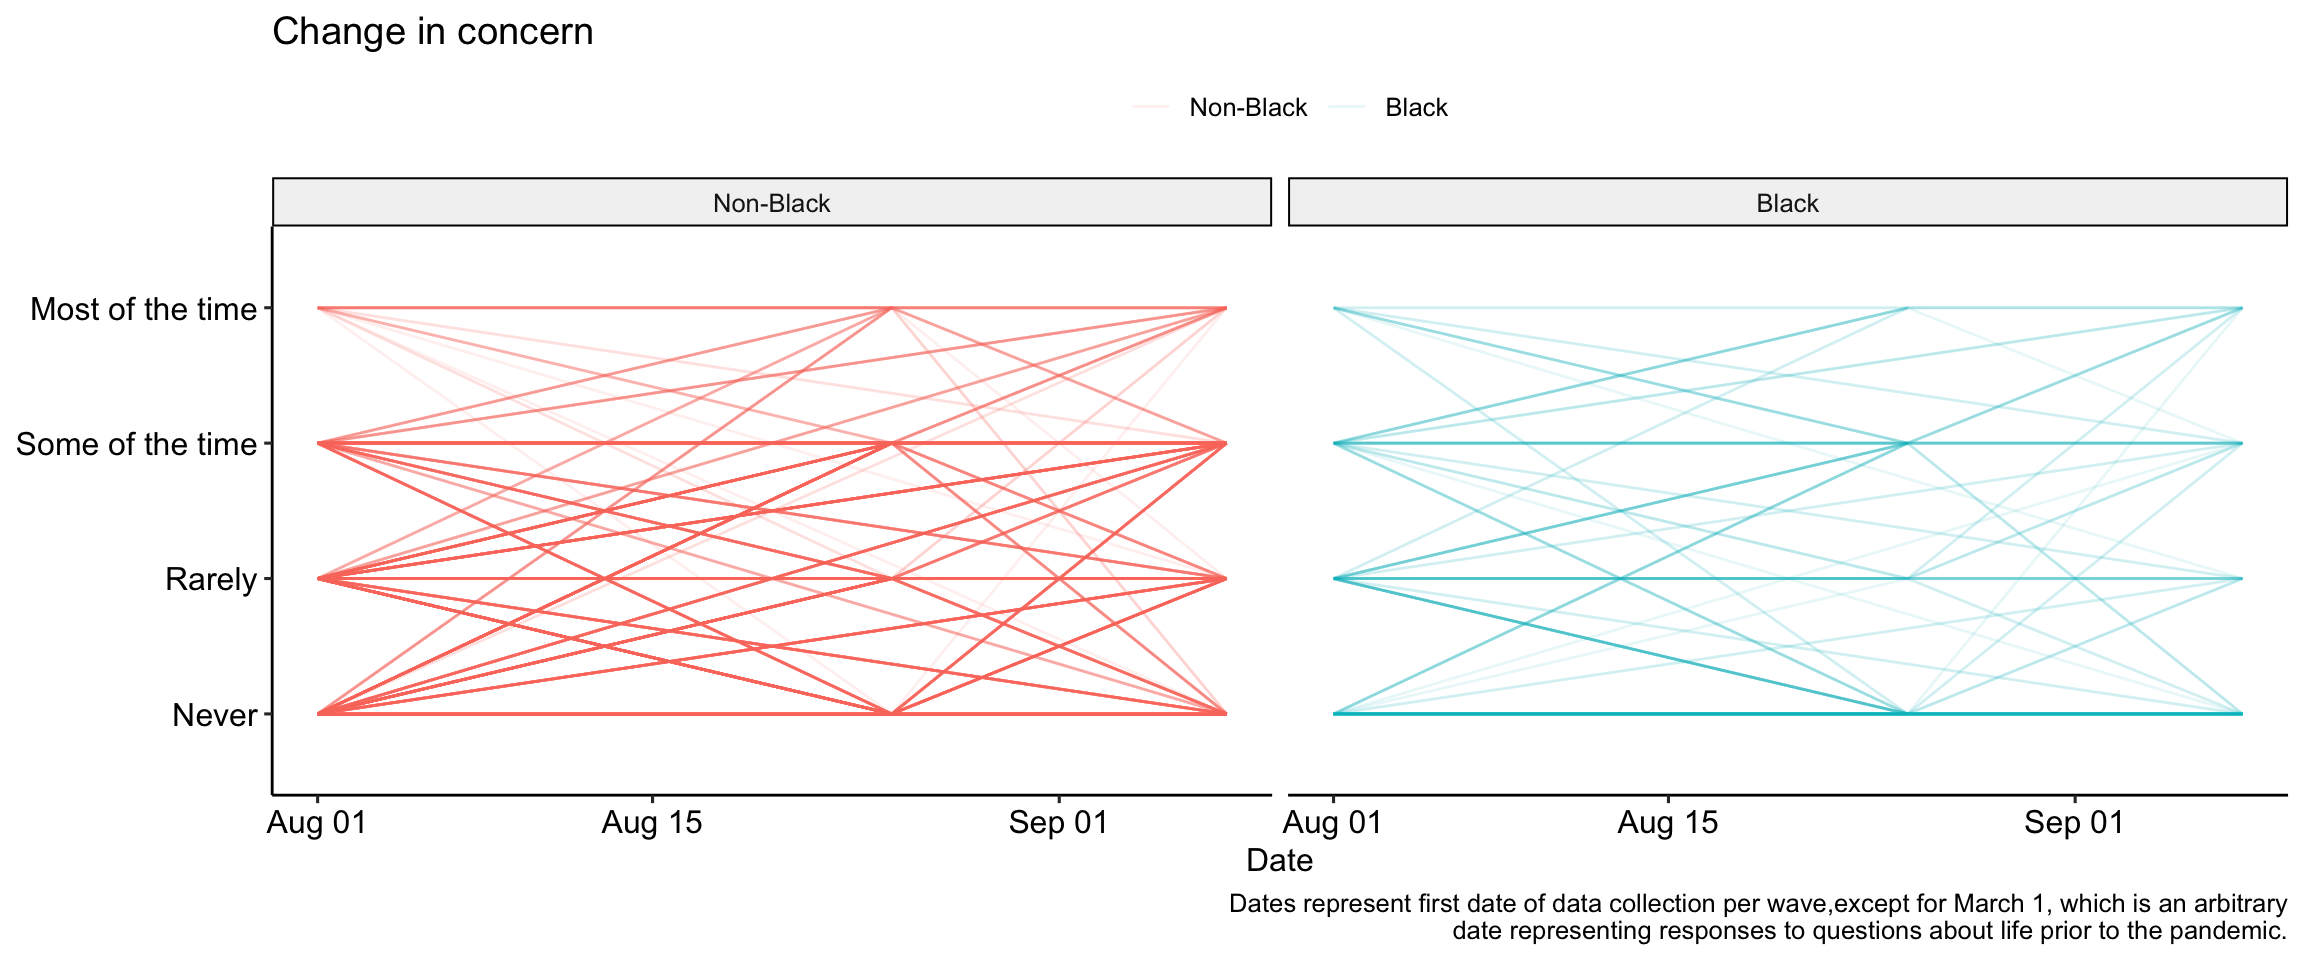 Change in concern
Non-Black Black
Non-Black Black
Most of the time
Some of the time
Rarely
Never
Aug 01 Aug 15 Sep 01 Aug 01 Aug 15 Sep 01
Date
Dates represent first date of data collection per wave,except for March 1, which is an arbitrary
date representing responses to questions about life prior to the pandemic.